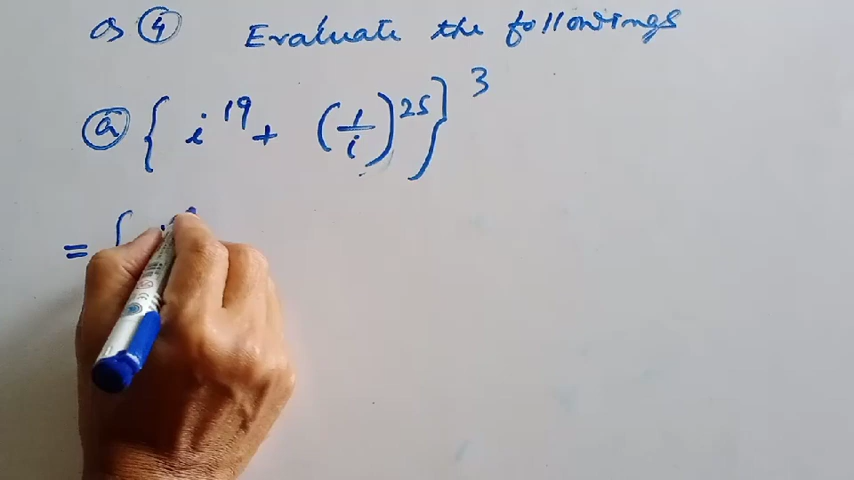 Q ④ Evaluate the followings
ⓐ { i^19 + (1/i)^25 }^3
= {